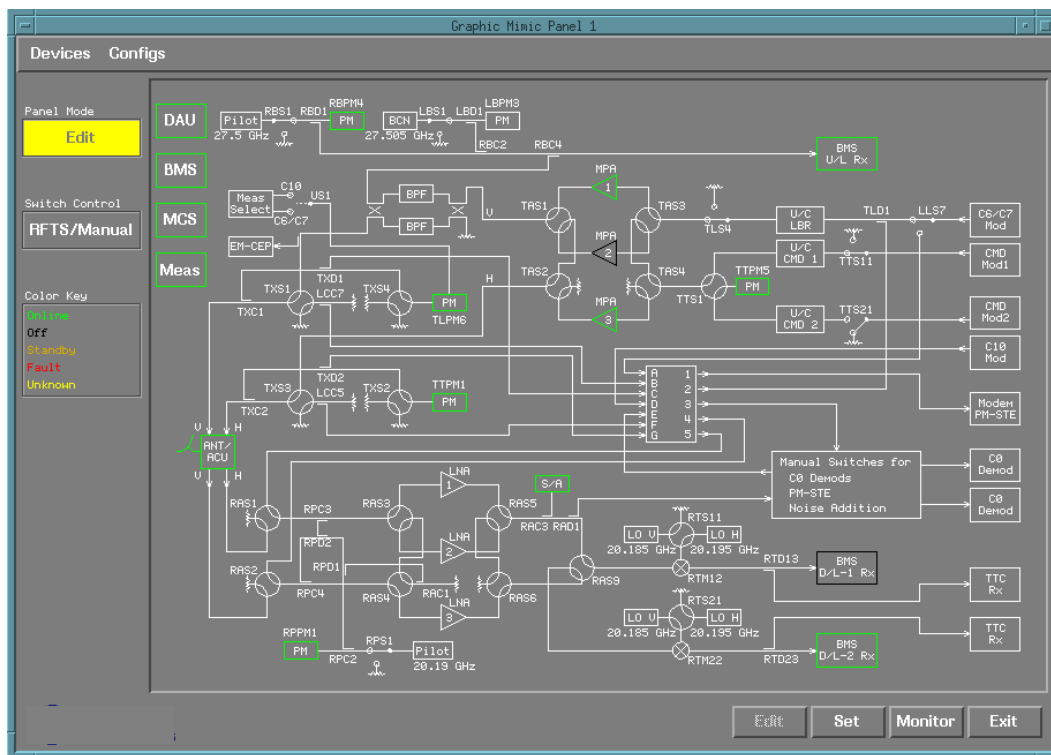 Graphic Mimic Panel 1
Devices Configs
Panel Mode
Edit
Switch Control
RFTS/Manual
Color Key
Online
Off
Standby
Fault
Unknown
DAU
BMS
MCS
Meas
Pilot
27.5 GHz
RBS1
RBD1
RBPM4
PM
BCN
27.505 GHz
LBS1
LBD1
LBPM3
PM
RBC2
RBC4
BMS
U/L Rx
Meas
Select
C10
C6/C7
US1
EM-CEP
BPF
BPF
V
H
MPA
1
MPA
2
MPA
3
TAS1
TAS2
TAS3
TAS4
TLS4
U/C
LBR
TLD1
LLS7
C6/C7
Mod
U/C
CMD 1
TTS11
CMD
Mod1
TTPM5
PM
TTS1
U/C
CMD 2
TTS21
CMD
Mod2
C10
Mod
TXS1
TXD1
LCC7
TXS4
PM
TLPM6
TXC1
TXS3
TXD2
LCC5
TXS2
TTPM1
PM
TXC2
A
B
C
D
E
F
G
1
2
3
4
5
Modem
PM-STE
V
H
ANT/
ACU
V
H
Manual Switches for
C0 Demods
PM-STE
Noise Addition
C0
Demod
C0
Demod
RAS1
RPC3
RPD2
RAS3
LNA
1
RAS5
S/A
RAC3
RAD1
LNA
2
RAS2
RPD1
RPC4
RAS4
RAC1
LNA
3
RAS6
RAS9
RTS11
LO V
LO H
20.185 GHz
20.195 GHz
RTM12
RTD13
BMS
D/L-1 Rx
TTC
Rx
RTS21
LO V
LO H
20.185 GHz
20.195 GHz
RTM22
RTD23
BMS
D/L-2 Rx
TTC
Rx
RPPM1
PM
RPC2
RPS1
Pilot
20.19 GHz
Edit
Set
Monitor
Exit